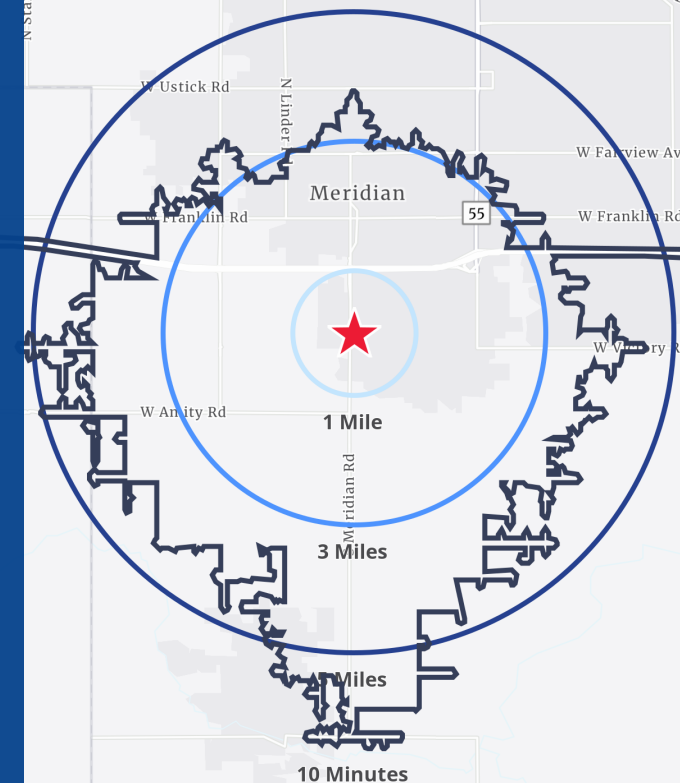 W Ustick Rd
N Linder
W Fairview Av
Meridian
55
W Franklin Rd
W Franklin Rd
W Victory R
W Amity Rd
1 Mile
Meridian Rd
3 Miles
5 Miles
10 Minutes